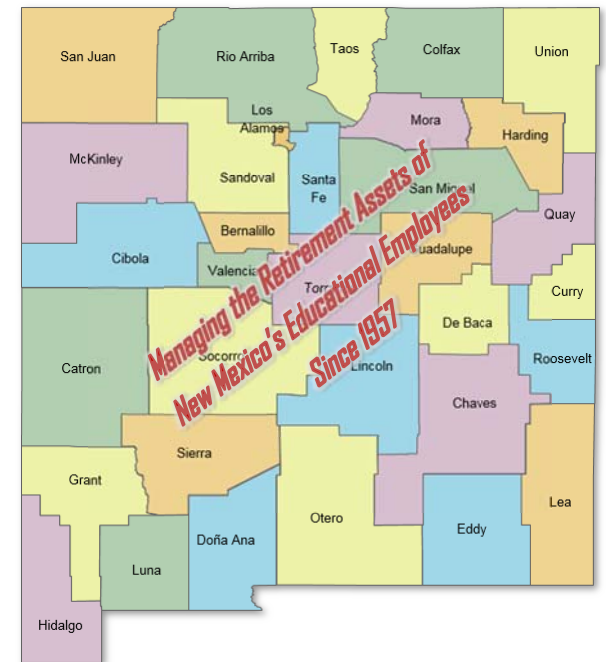 San Juan
Rio Arriba
Taos
Colfax
Union
Los
Alamos
Mora
Harding
McKinley
Sandoval
Santa
Fe
San Miguel
Quay
Bernalillo
Cibola
Valencia
Guadalupe
Torr
Curry
De Baca
Catron
Socorro
Lincoln
Roosevelt
Chaves
Sierra
Grant
Lea
Otero
Eddy
Doña Ana
Luna
Hidalgo
Managing the Retirement Assets of
New Mexico's Educational Employees
Since 1957